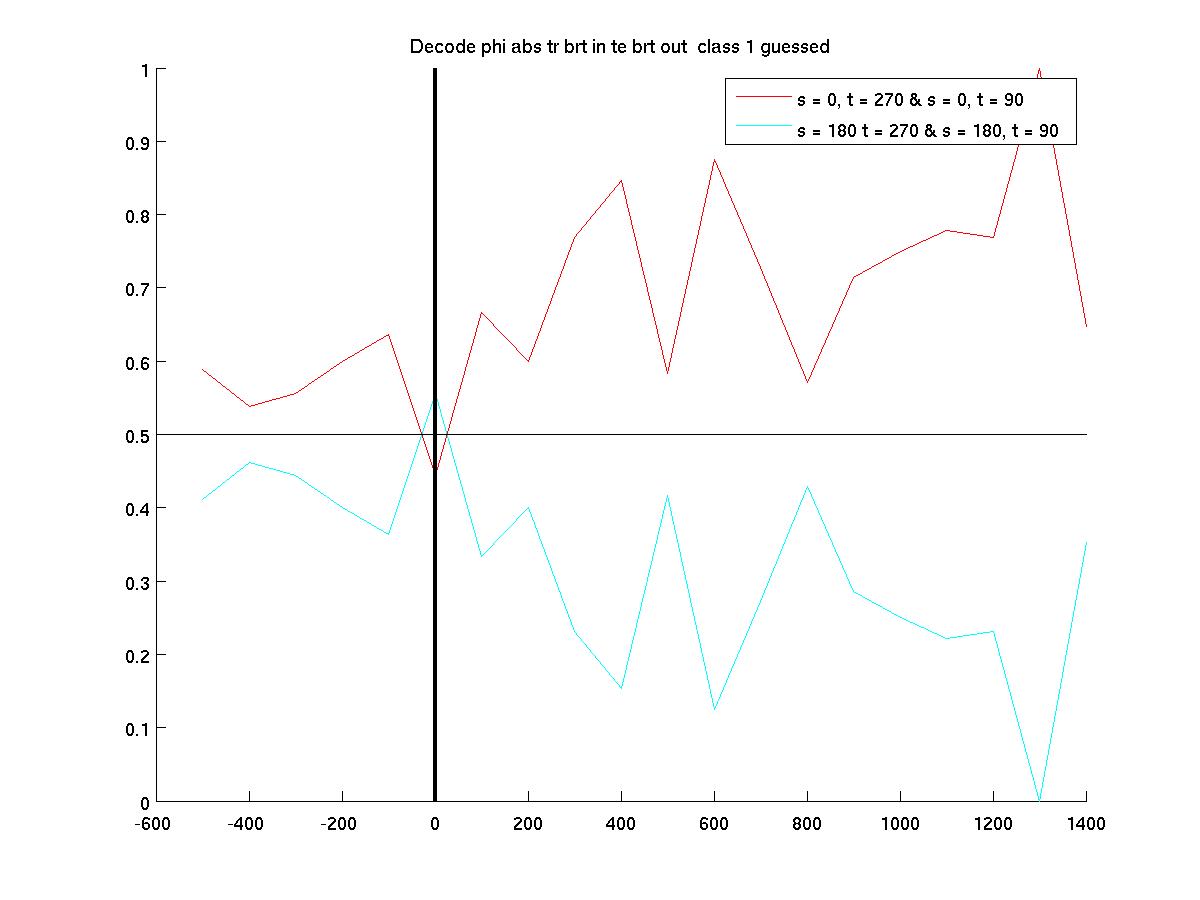 Decode phi abs tr brt in te brt out  class 1 guessed
s = 0, t = 270 & s = 0, t = 90
s = 180 t = 270 & s = 180, t = 90
1
0.9
0.8
0.7
0.6
0.5
0.4
0.3
0.2
0.1
0
-600 -400 -200 0 200 400 600 800 1000 1200 1400